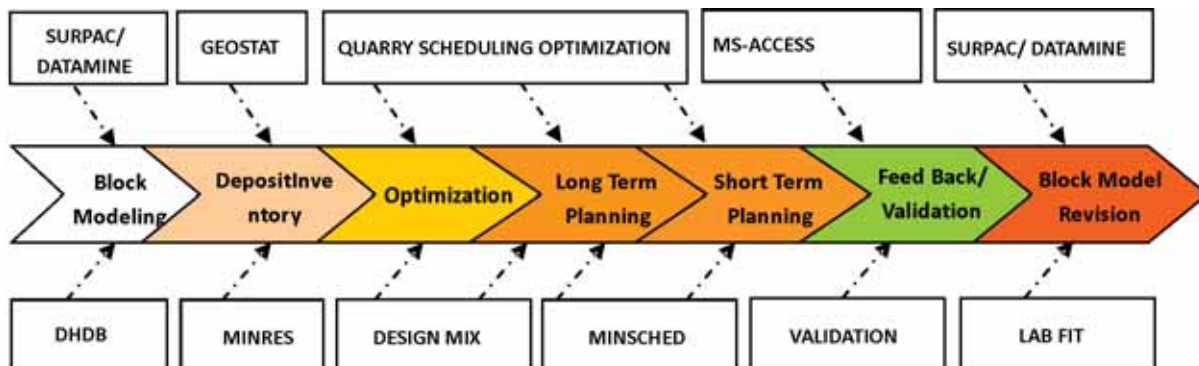 SURPAC/
DATAMINE
GEOSTAT
QUARRY SCHEDULING OPTIMIZATION
MS-ACCESS
SURPAC/ DATAMINE
Block
Modeling
DepositInve
ntory
Optimization
Long Term
Planning
Short Term
Planning
Feed Back/
Validation
Block Model
Revision
DHDB
MINRES
DESIGN MIX
MINSCHED
VALIDATION
LAB FIT